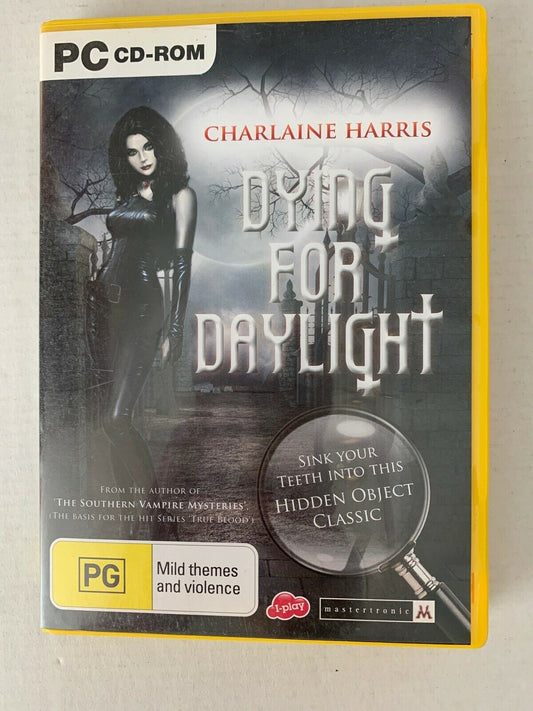 PC CD-ROM
CHARLAINE HARRIS
DYING
FOR
DAYLIGHT
SINK YOUR
TEETH INTO THIS
HIDDEN OBJECT
CLASSIC
FROM THE AUTHOR OF
'THE SOUTHERN VAMPIRE MYSTERIES'
(THE BASIS FOR THE HIT SERIES 'TRUE BLOOD')
PG
Mild themes
and violence
i-play
mastertronic M